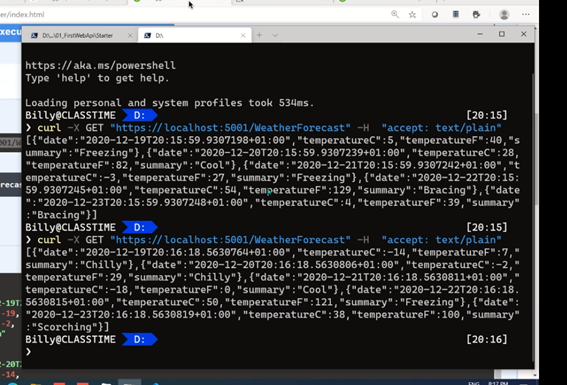 er/index.html
D:\...\01_FirstWebApi\Starter
D:\
https://aka.ms/powershell
Type 'help' to get help.
Loading personal and system profiles took 534ms.
Billy@CLASSTIME D: [20:15]
❯ curl -X GET "https://localhost:5001/WeatherForecast" -H "accept: text/plain"
[{"date":"2020-12-19T20:15:59.9307198+01:00","temperatureC":5,"temperatureF":40,"s
ummary":"Freezing"},{"date":"2020-12-20T20:15:59.9307239+01:00","temperatureC":28,
"temperatureF":82,"summary":"Cool"},{"date":"2020-12-21T20:15:59.9307242+01:00","t
emperatureC":-3,"temperatureF":27,"summary":"Freezing"},{"date":"2020-12-22T20:15:
59.9307245+01:00","temperatureC":54,"temperatureF":129,"summary":"Bracing"},{"date
":"2020-12-23T20:15:59.9307248+01:00","temperatureC":4,"temperatureF":39,"summary"
:"Bracing"}]
Billy@CLASSTIME D: [20:15]
❯ curl -X GET "https://localhost:5001/WeatherForecast" -H "accept: text/plain"
[{"date":"2020-12-19T20:16:18.5630764+01:00","temperatureC":-14,"temperatureF":7,"
summary":"Chilly"},{"date":"2020-12-20T20:16:18.5630806+01:00","temperatureC":-2,"
temperatureF":29,"summary":"Chilly"},{"date":"2020-12-21T20:16:18.5630811+01:00","
temperatureC":-18,"temperatureF":0,"summary":"Cool"},{"date":"2020-12-22T20:16:18.
5630815+01:00","temperatureC":50,"temperatureF":121,"summary":"Freezing"},{"date":
"2020-12-23T20:16:18.5630819+01:00","temperatureC":38,"temperatureF":100,"summary"
:"Scorching"}]
Billy@CLASSTIME D: [20:16]
❯